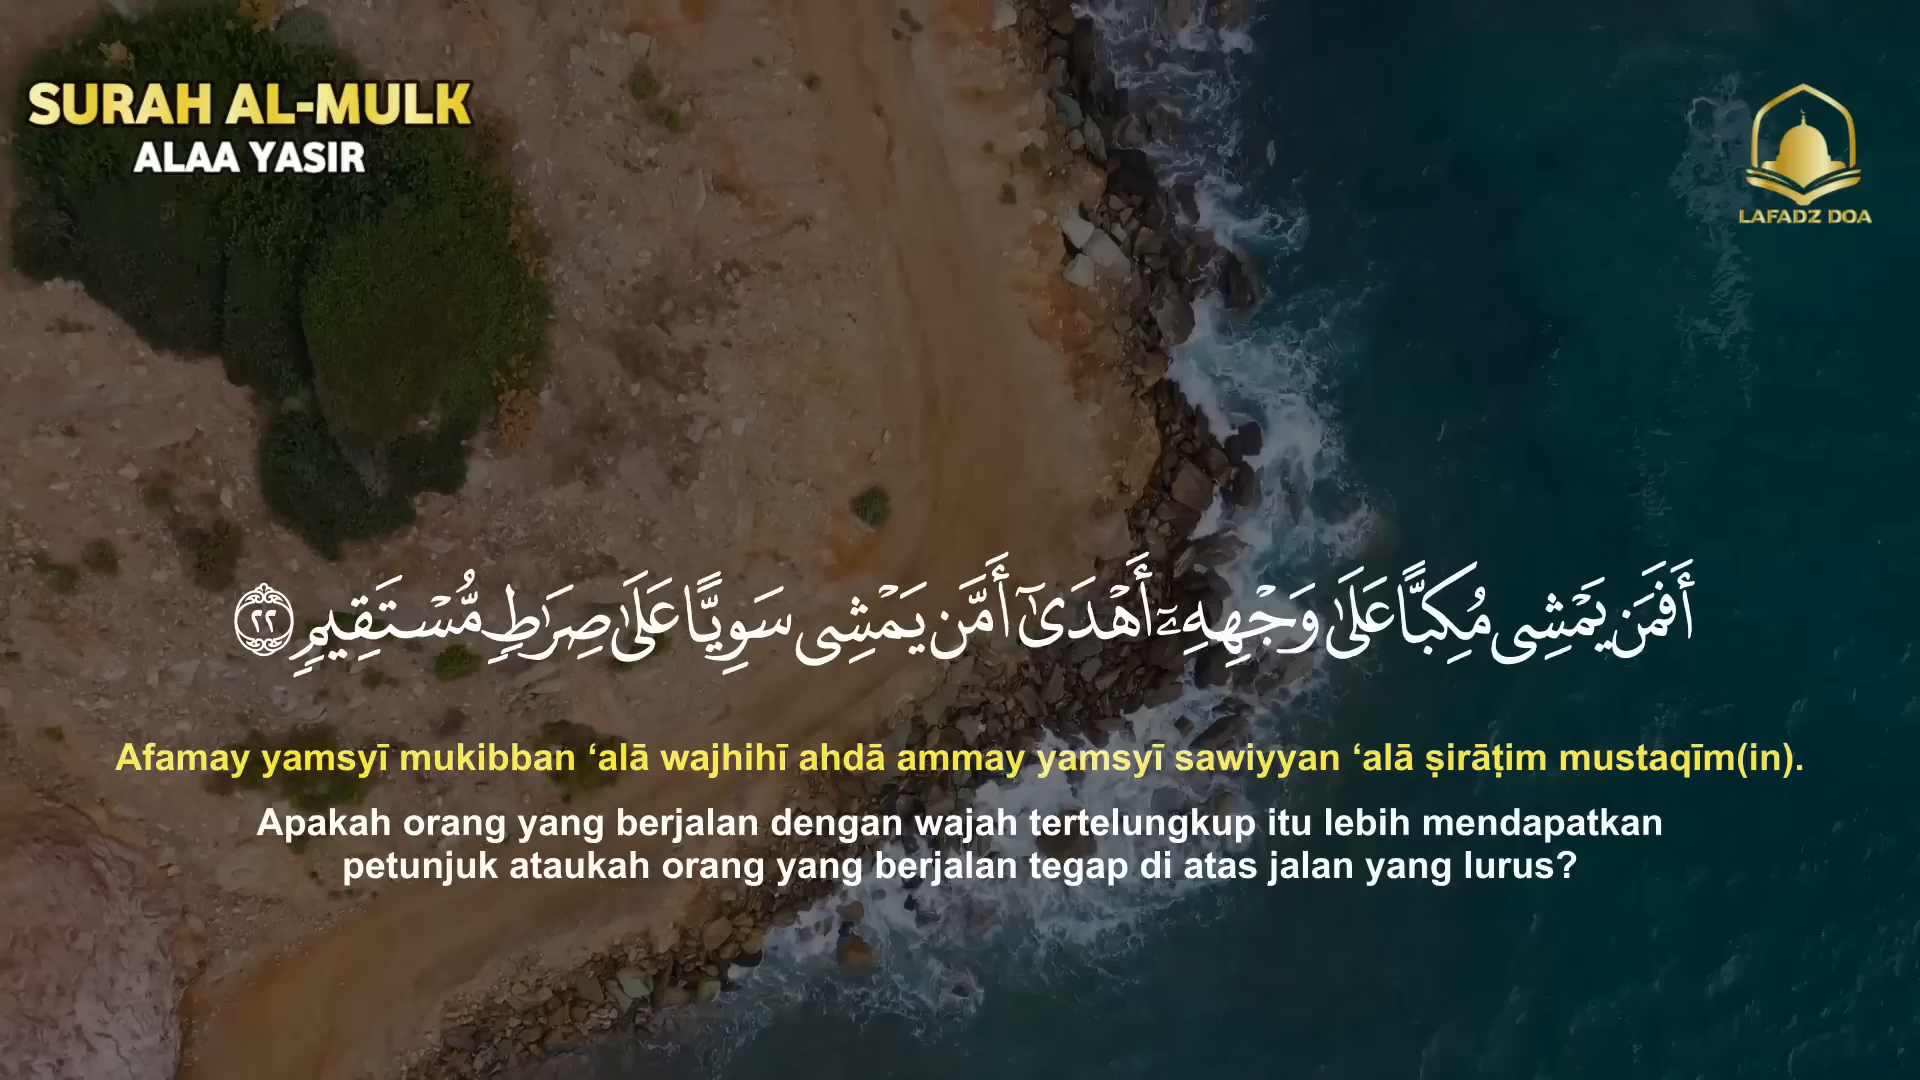 SURAH AL-MULK
ALAA YASIR
LAFADZ DOA
أَفَمَن يَمْشِى مُكِبًّا عَلَىٰ وَجْهِهِۦٓ أَهْدَىٰٓ أَمَّن يَمْشِى سَوِيًّا عَلَىٰ صِرَٰطٍ مُّسْتَقِيمٍ ٢٢
Afamay yamsyī mukibban ‘alā wajhihī ahdā ammay yamsyī sawiyyan ‘alā ṣirāṭim mustaqīm(in).
Apakah orang yang berjalan dengan wajah tertelungkup itu lebih mendapatkan
petunjuk ataukah orang yang berjalan tegap di atas jalan yang lurus?